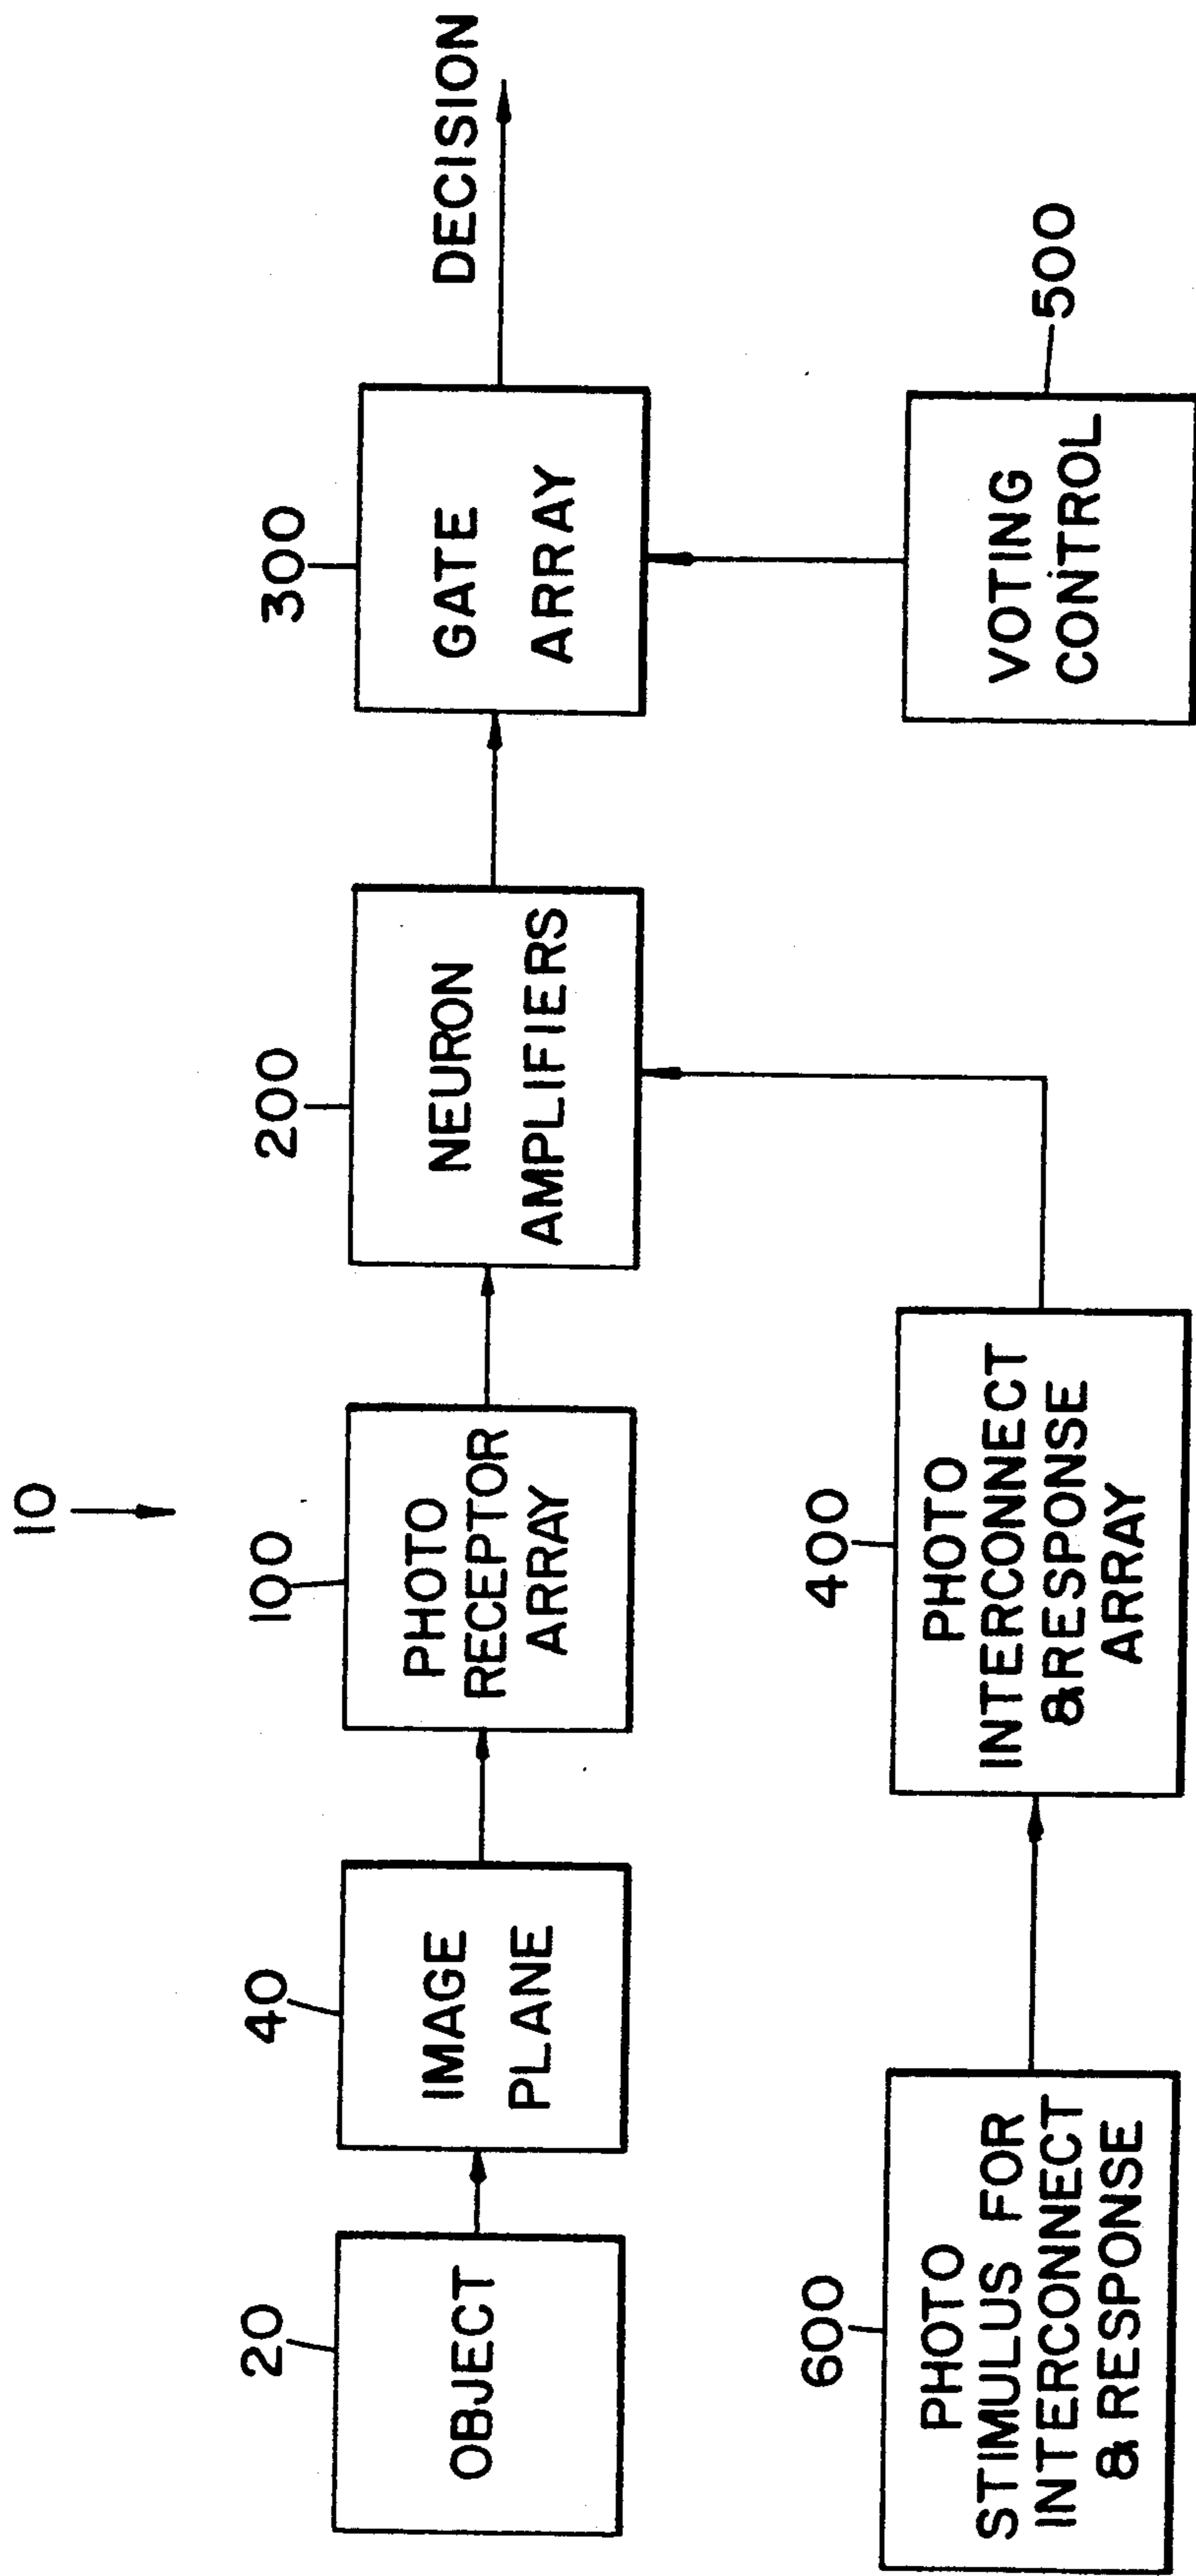 10
20
OBJECT
40
IMAGE
PLANE
100
PHOTO
RECEPTOR
ARRAY
200
NEURON
AMPLIFIERS
300
GATE
ARRAY
DECISION
600
PHOTO
STIMULUS FOR
INTERCONNECT
& RESPONSE
400
PHOTO
INTERCONNECT
&RESPONSE
ARRAY
VOTING
CONTROL
500